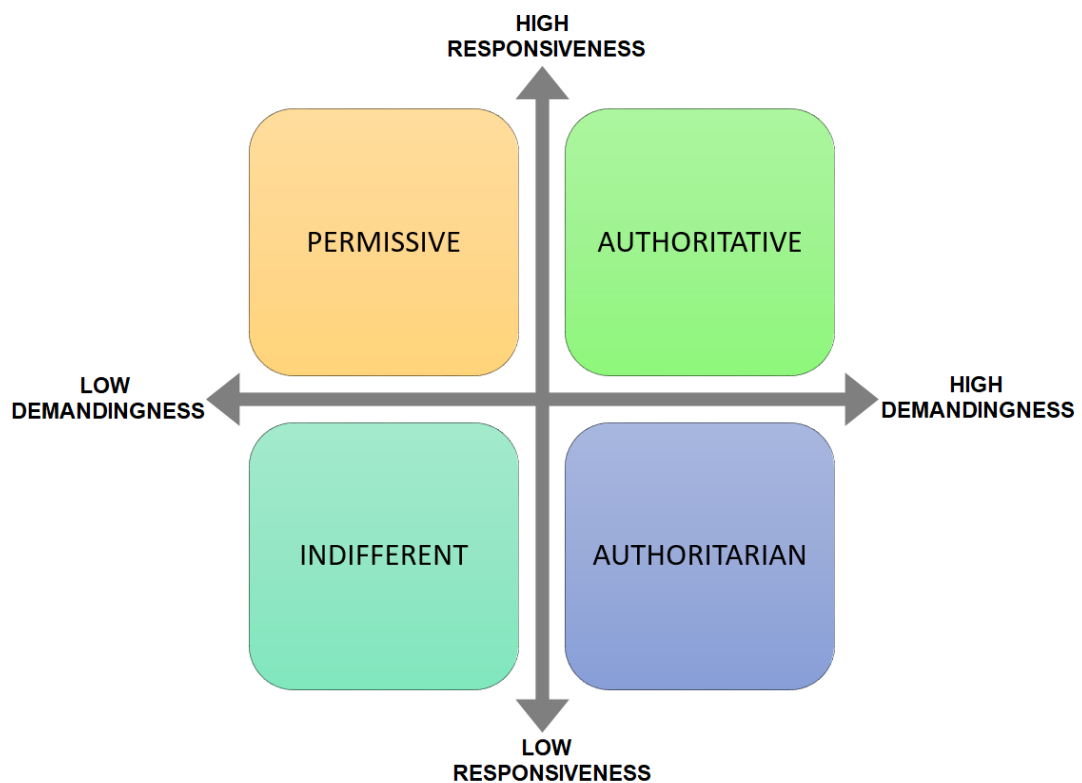 HIGH
RESPONSIVENESS
PERMISSIVE
AUTHORITATIVE
LOW
DEMANDINGNESS
HIGH
DEMANDINGNESS
INDIFFERENT
AUTHORITARIAN
LOW
RESPONSIVENESS